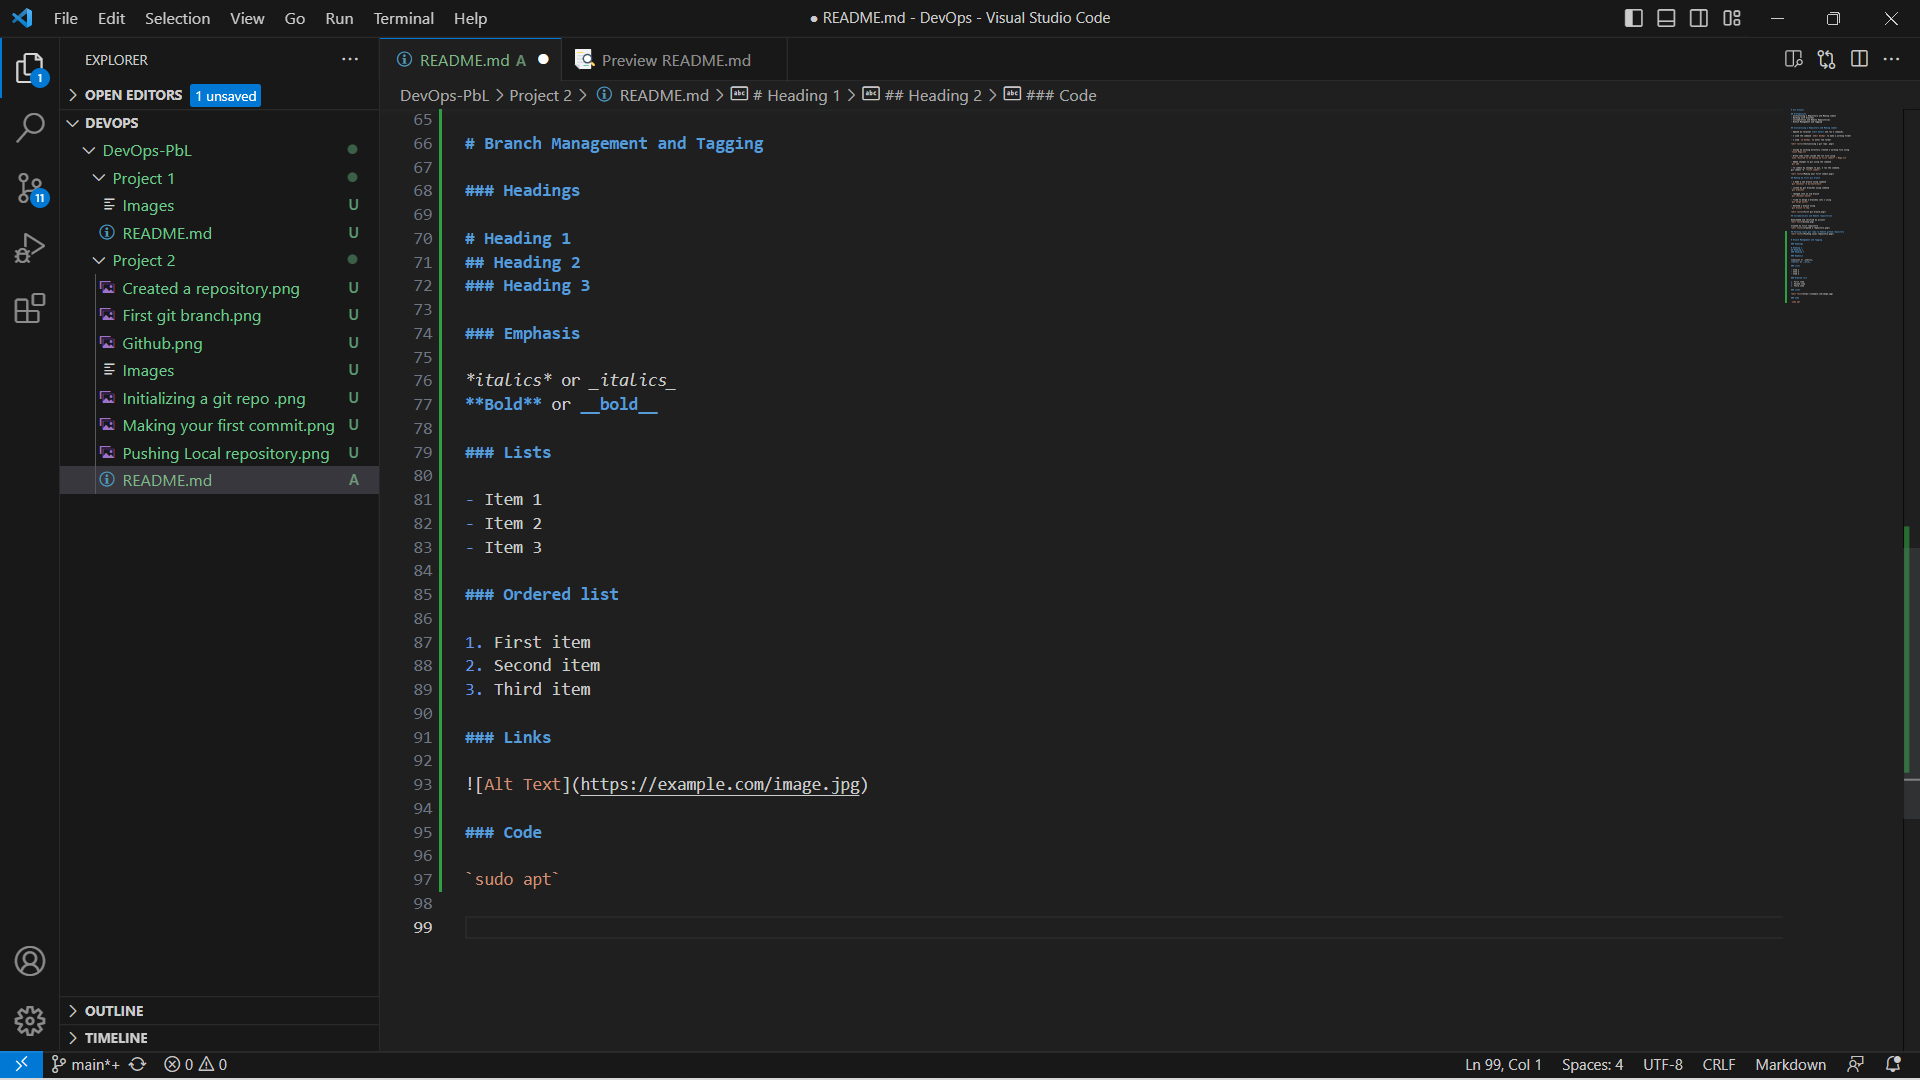 File Edit Selection View Go Run Terminal Help
● README.md - DevOps - Visual Studio Code
EXPLORER
README.md A
Preview README.md
OPEN EDITORS 1 unsaved
DevOps-PbL > Project 2 > README.md > # Heading 1 > ## Heading 2 > ### Code
DEVOPS
DevOps-PbL
Project 1
Images U
README.md U
Project 2
Created a repository.png U
First git branch.png U
Github.png U
Images U
Initializing a git repo .png U
Making your first commit.png U
Pushing Local repository.png U
README.md A
OUTLINE
TIMELINE
1
11
65
66 # Branch Management and Tagging
67
68 ### Headings
69
70 # Heading 1
71 ## Heading 2
72 ### Heading 3
73
74 ### Emphasis
75
76 *italics* or _italics_
77 **Bold** or __bold__
78
79 ### Lists
80
81 - Item 1
82 - Item 2
83 - Item 3
84
85 ### Ordered list
86
87 1. First item
88 2. Second item
89 3. Third item
90
91 ### Links
92
93 ![Alt Text](https://example.com/image.jpg)
94
95 ### Code
96
97 `sudo apt`
98
99
main*+ 0 0
Ln 99, Col 1 Spaces: 4 UTF-8 CRLF Markdown